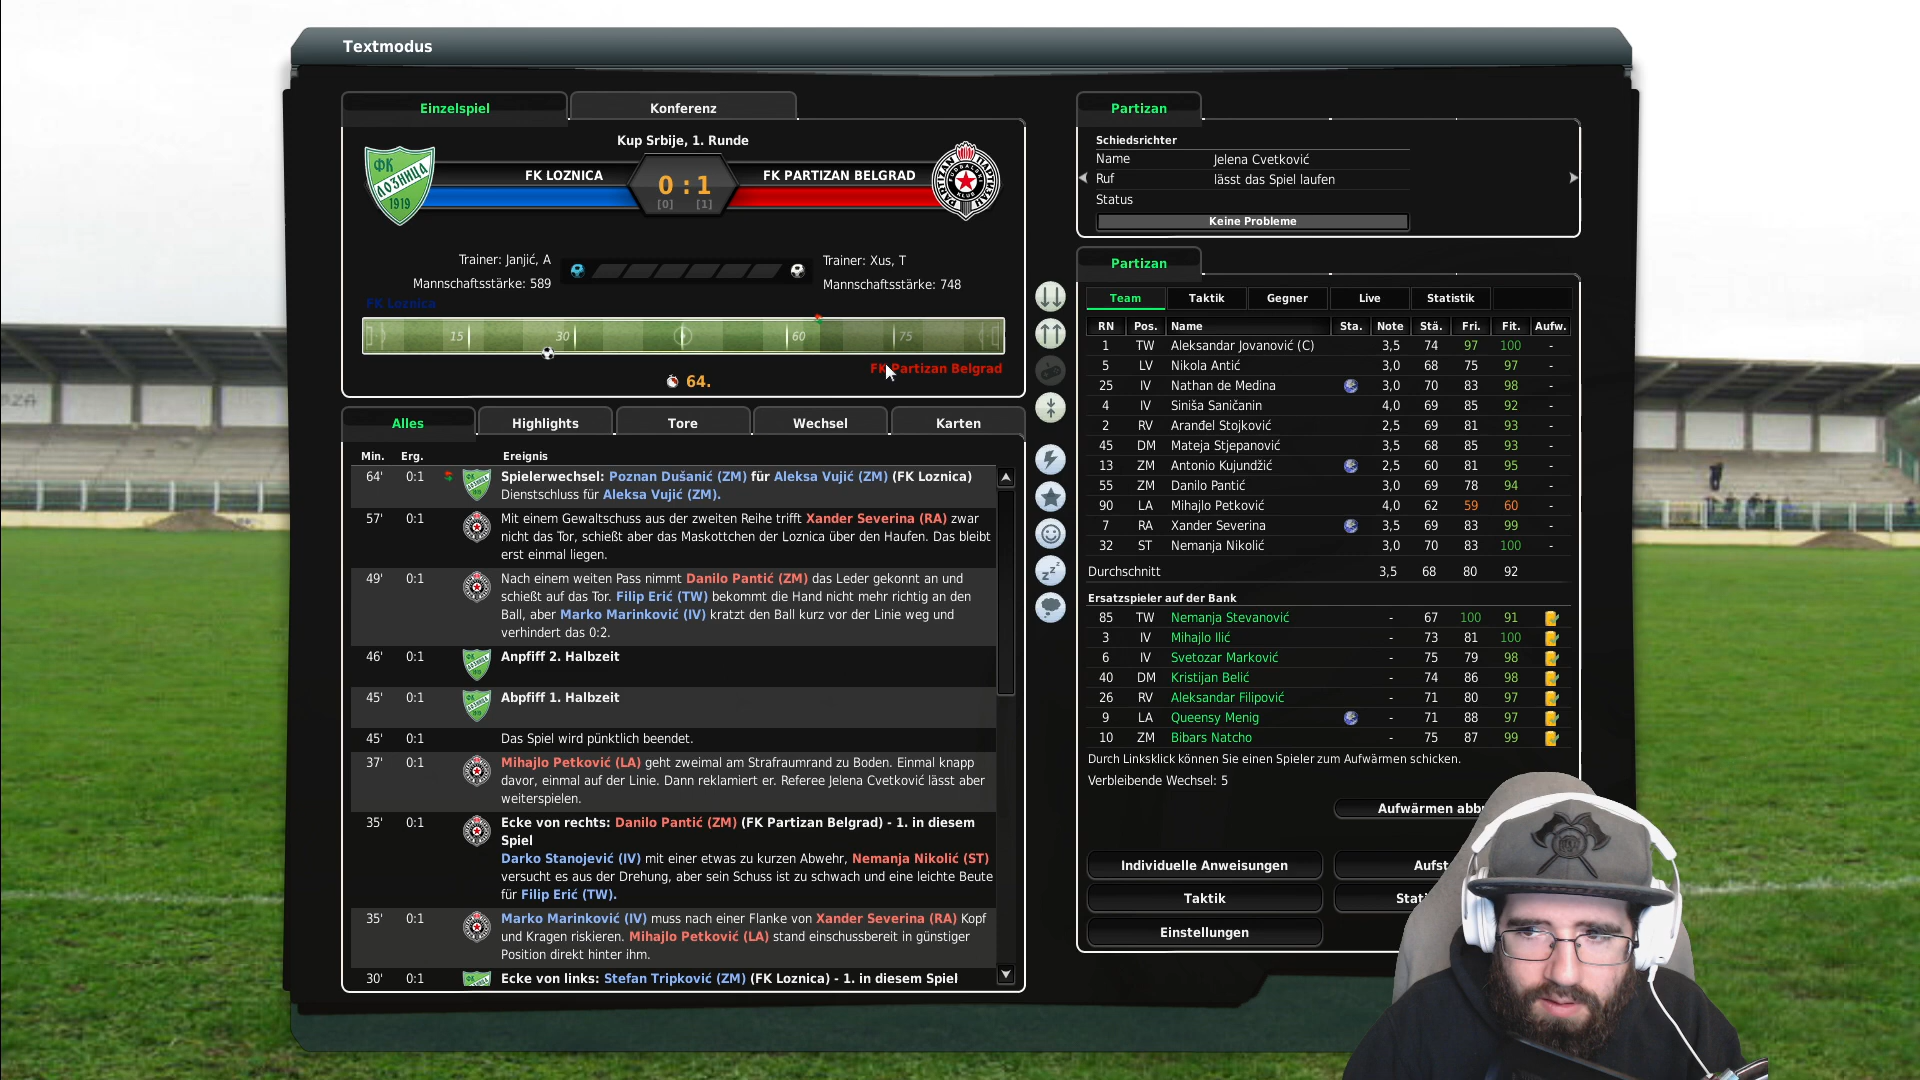 Textmodus
Einzelspiel
Konferenz
Kup Srbije, 1. Runde
ФК
ЛОЗНИЦА
1919
FK LOZNICA
0 : 1
[0] [1]
FK PARTIZAN BELGRAD
Trainer: Janjić, A
Mannschaftsstärke: 589
Trainer: Xus, T
Mannschaftsstärke: 748
FK Loznica
15 30 60 75
FK Partizan Belgrad
64.
Alles
Highlights
Tore
Wechsel
Karten
Min. Erg. Ereignis
64' 0:1 Spielerwechsel: Poznan Dušanić (ZM) für Aleksa Vujić (ZM) (FK Loznica)
Dienstschluss für Aleksa Vujić (ZM).
57' 0:1 Mit einem Gewaltschuss aus der zweiten Reihe trifft Xander Severina (RA) zwar
nicht das Tor, schießt aber das Maskottchen der Loznica über den Haufen. Das bleibt
erst einmal liegen.
49' 0:1 Nach einem weiten Pass nimmt Danilo Pantić (ZM) das Leder gekonnt an und
schießt auf das Tor. Filip Erić (TW) bekommt die Hand nicht mehr richtig an den
Ball, aber Marko Marinković (IV) kratzt den Ball kurz vor der Linie weg und
verhindert das 0:2.
46' 0:1 Anpfiff 2. Halbzeit
45' 0:1 Abpfiff 1. Halbzeit
45' 0:1 Das Spiel wird pünktlich beendet.
37' 0:1 Mihajlo Petković (LA) geht zweimal am Strafraumrand zu Boden. Einmal knapp
davor, einmal auf der Linie. Dann reklamiert er. Referee Jelena Cvetković lässt aber
weiterspielen.
35' 0:1 Ecke von rechts: Danilo Pantić (ZM) (FK Partizan Belgrad) - 1. in diesem
Spiel
Darko Stanojević (IV) mit einer etwas zu kurzen Abwehr, Nemanja Nikolić (ST)
versucht es aus der Drehung, aber sein Schuss ist zu schwach und eine leichte Beute
für Filip Erić (TW).
35' 0:1 Marko Marinković (IV) muss nach einer Flanke von Xander Severina (RA) Kopf
und Kragen riskieren. Mihajlo Petković (LA) stand einschussbereit in günstiger
Position direkt hinter ihm.
30' 0:1 Ecke von links: Stefan Tripković (ZM) (FK Loznica) - 1. in diesem Spiel
Partizan
Schiedsrichter
Name Jelena Cvetković
Ruf lässt das Spiel laufen
Status
Keine Probleme
Partizan
Team Taktik Gegner Live Statistik
RN Pos. Name Sta. Note Stä. Fri. Fit. Aufw.
1 TW Aleksandar Jovanović (C) 3,5 74 97 100 -
5 LV Nikola Antić 3,0 68 75 97 -
25 IV Nathan de Medina 3,0 70 83 98 -
4 IV Siniša Saničanin 4,0 69 85 92 -
2 RV Aranđel Stojković 2,5 69 81 93 -
45 DM Mateja Stjepanović 3,5 68 85 93 -
13 ZM Antonio Kujundžić 2,5 60 81 95 -
55 ZM Danilo Pantić 3,0 69 78 94 -
90 LA Mihajlo Petković 4,0 62 59 60 -
7 RA Xander Severina 3,5 69 83 99 -
32 ST Nemanja Nikolić 3,0 70 83 100 -
Durchschnitt 3,5 68 80 92
Ersatzspieler auf der Bank
85 TW Nemanja Stevanović - 67 100 91
3 IV Mihajlo Ilić - 73 81 100
6 IV Svetozar Marković - 75 79 98
40 DM Kristijan Belić - 74 86 98
26 RV Aleksandar Filipović - 71 80 97
9 LA Queensy Menig - 71 88 97
10 ZM Bibars Natcho - 75 87 99
Durch Linksklick können Sie einen Spieler zum Aufwärmen schicken.
Verbleibende Wechsel: 5
Aufwärmen abb
Individuelle Anweisungen
Aufst
Taktik
Stat
Einstellungen